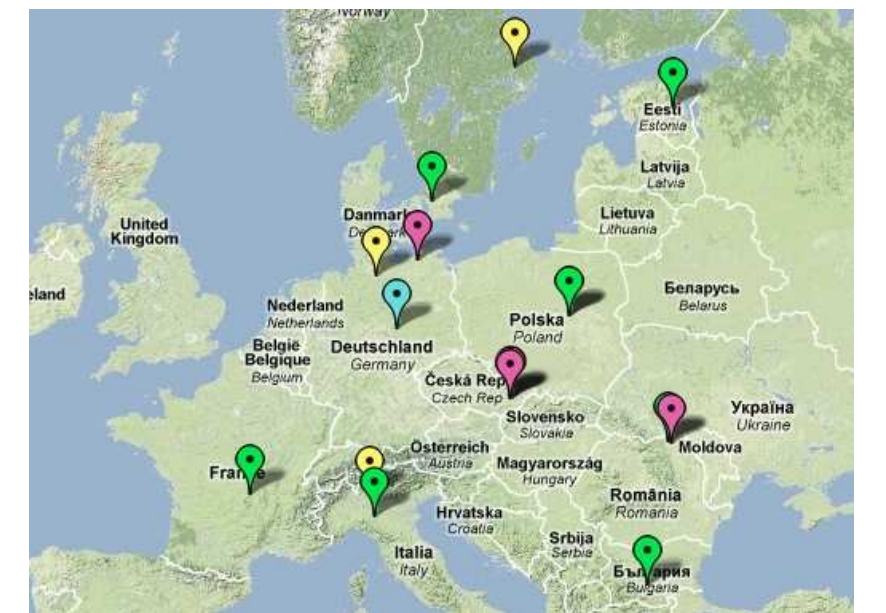 Norway
Eesti
Estonia
Latvija
Latvia
Danmark
Lietuva
Lithuania
United
Kingdom
Беларусь
Belarus
eland
Nederland
Netherlands
Polska
Poland
België
Belgique
Belgium
Deutschland
Germany
Česká Rep
Czech Rep
Slovensko
Slovakia
Україна
Ukraine
Moldova
Österreich
Austria
Magyarország
Hungary
France
România
Romania
Hrvatska
Croatia
Srbija
Serbia
Italia
Italy
България
Bulgaria